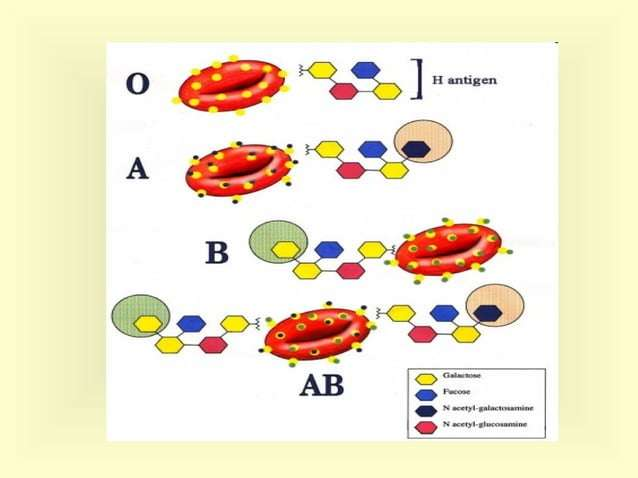 O
H antigen
A
B
AB
Galactose
Fucose
N acetyl-galactosamine
N acetyl-glucosamine